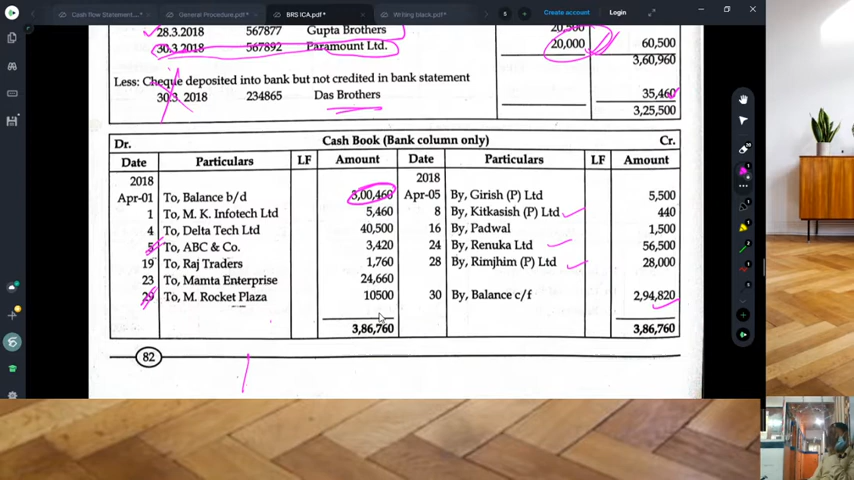 Cash Flow Statement....
General Procedure.pdf*
BRS ICA.pdf*
Writing black.pdf*
5
Create account
Login
28.3.2018 567877 Gupta Brothers 20,500
30.3.2018 567892 Paramount Ltd. 20,000 60,500
3,60,960
Less: Cheque deposited into bank but not credited in bank statement
30.3.2018 234865 Das Brothers 35,460
3,25,500
Dr. Cash Book (Bank column only) Cr.
Date Particulars LF Amount Date Particulars LF Amount
2018 2018
Apr-01 To, Balance b/d 3,00,460 Apr-05 By, Girish (P) Ltd 5,500
1 To, M. K. Infotech Ltd 5,460 8 By, Kitkasish (P) Ltd 440
4 To, Delta Tech Ltd 40,500 16 By, Padwal 1,500
5 To, ABC & Co. 3,420 24 By, Renuka Ltd 56,500
19 To, Raj Traders 1,760 28 By, Rimjhim (P) Ltd 28,000
23 To, Mamta Enterprise 24,660
29 To, M. Rocket Plaza 10500 30 By, Balance c/f 2,94,820
3,86,760 3,86,760
82